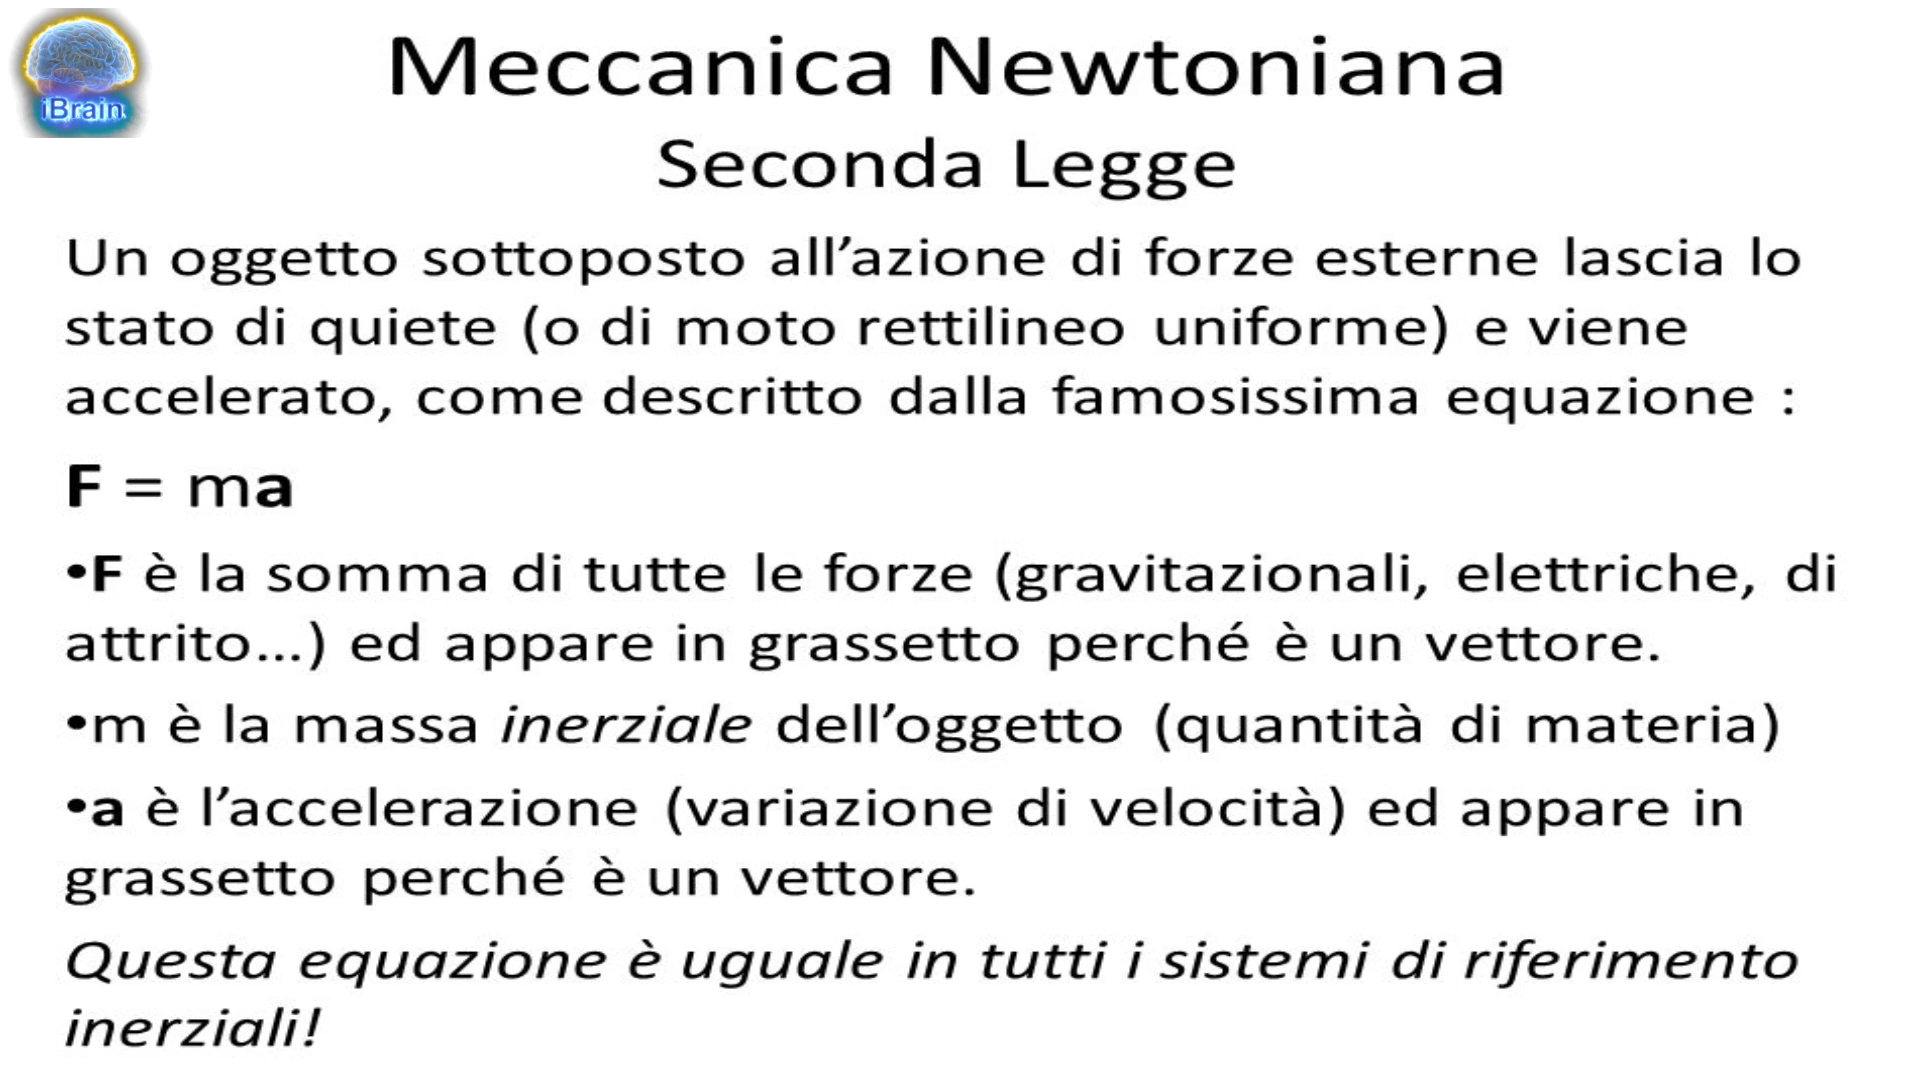 iBrain
Meccanica Newtoniana
Seconda Legge
Un oggetto sottoposto all’azione di forze esterne lascia lo
stato di quiete (o di moto rettilineo uniforme) e viene
accelerato, come descritto dalla famosissima equazione :
F = ma
•F è la somma di tutte le forze (gravitazionali, elettriche, di
attrito...) ed appare in grassetto perché è un vettore.
•m è la massa inerziale dell’oggetto (quantità di materia)
•a è l’accelerazione (variazione di velocità) ed appare in
grassetto perché è un vettore.
Questa equazione è uguale in tutti i sistemi di riferimento
inerziali!